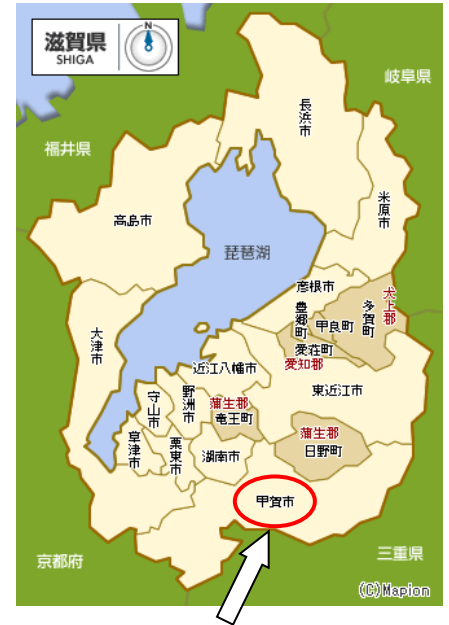 滋賀県
SHIGA
N
岐阜県
長浜市
福井県
米原市
高島市
琵琶湖
彦根市
犬上郡
多賀町
豊郷町
甲良町
大津市
愛荘町
愛知郡
近江八幡市
東近江市
野洲市
守山市
蒲生郡
竜王町
草津市
栗東市
湖南市
蒲生郡
日野町
甲賀市
京都府
三重県
(C)Mapion